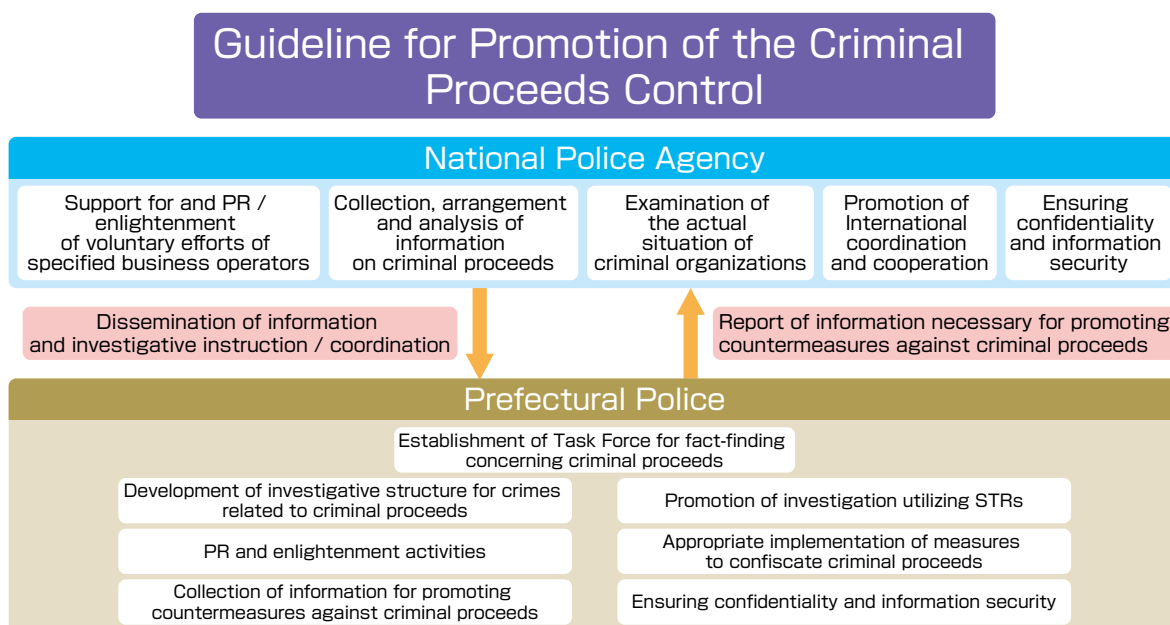 Guideline for Promotion of the Criminal
Proceeds Control
National Police Agency
Support for and PR /
enlightenment
of voluntary efforts of
specified business operators
Collection, arrangement
and analysis of
information
on criminal proceeds
Examination of
the actual
situation of
criminal organizations
Promotion of
International
coordination
and cooperation
Ensuring
confidentiality
and information
security
Dissemination of information
and investigative instruction / coordination
Report of information necessary for promoting
countermeasures against criminal proceeds
Prefectural Police
Establishment of Task Force for fact-finding
concerning criminal proceeds
Development of investigative structure for crimes
related to criminal proceeds
Promotion of investigation utilizing STRs
PR and enlightenment activities
Appropriate implementation of measures
to confiscate criminal proceeds
Collection of information for promoting
countermeasures against criminal proceeds
Ensuring confidentiality and information security